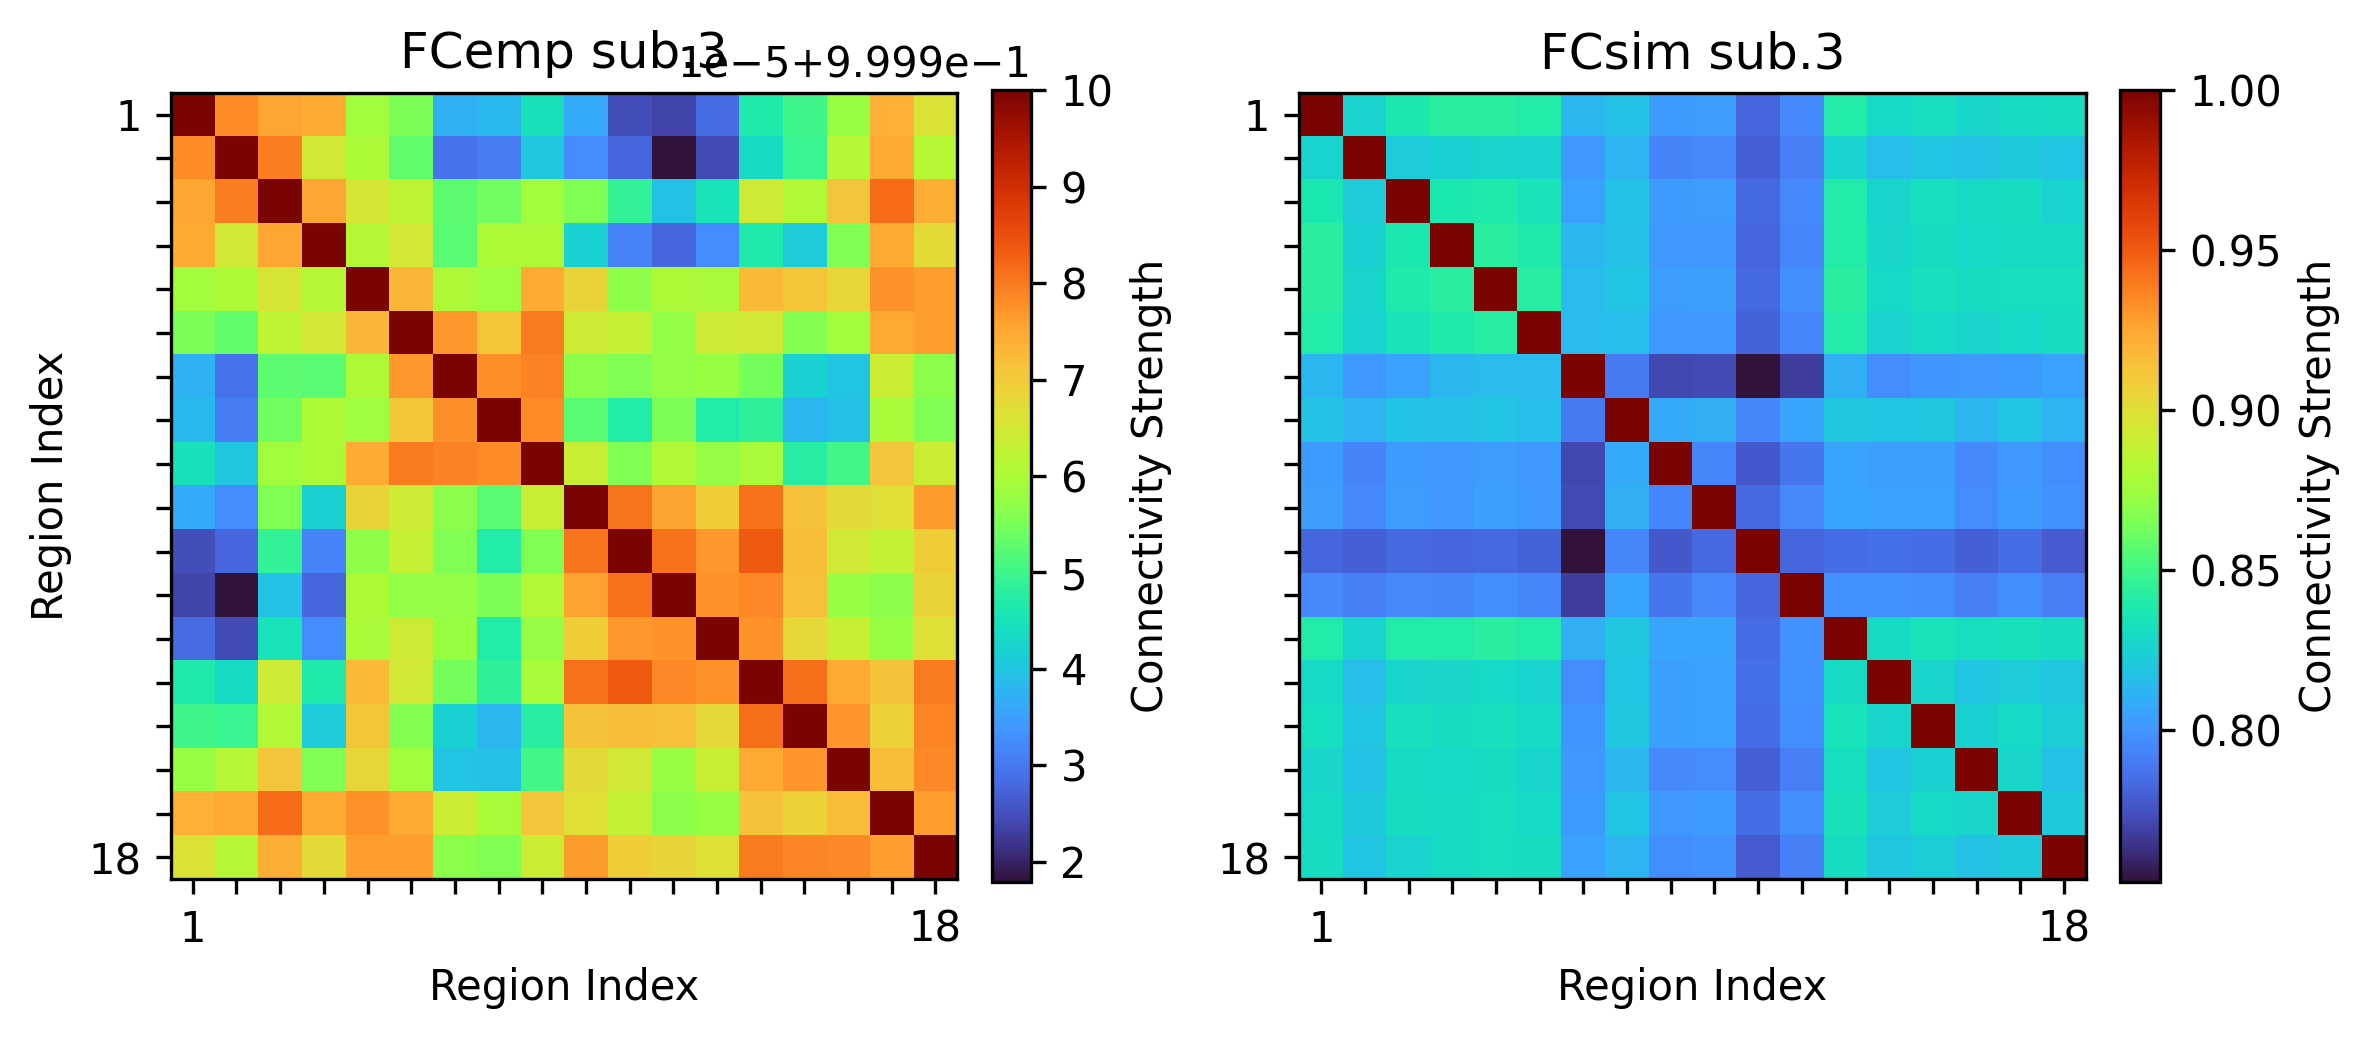 FCemp sub.3
1e−5+9.999e−1
1
18
1
18
Region Index
Region Index
10
9
8
7
6
5
4
3
2
Connectivity Strength
FCsim sub.3
1
18
1
18
Region Index
1.00
0.95
0.90
0.85
0.80
Connectivity Strength